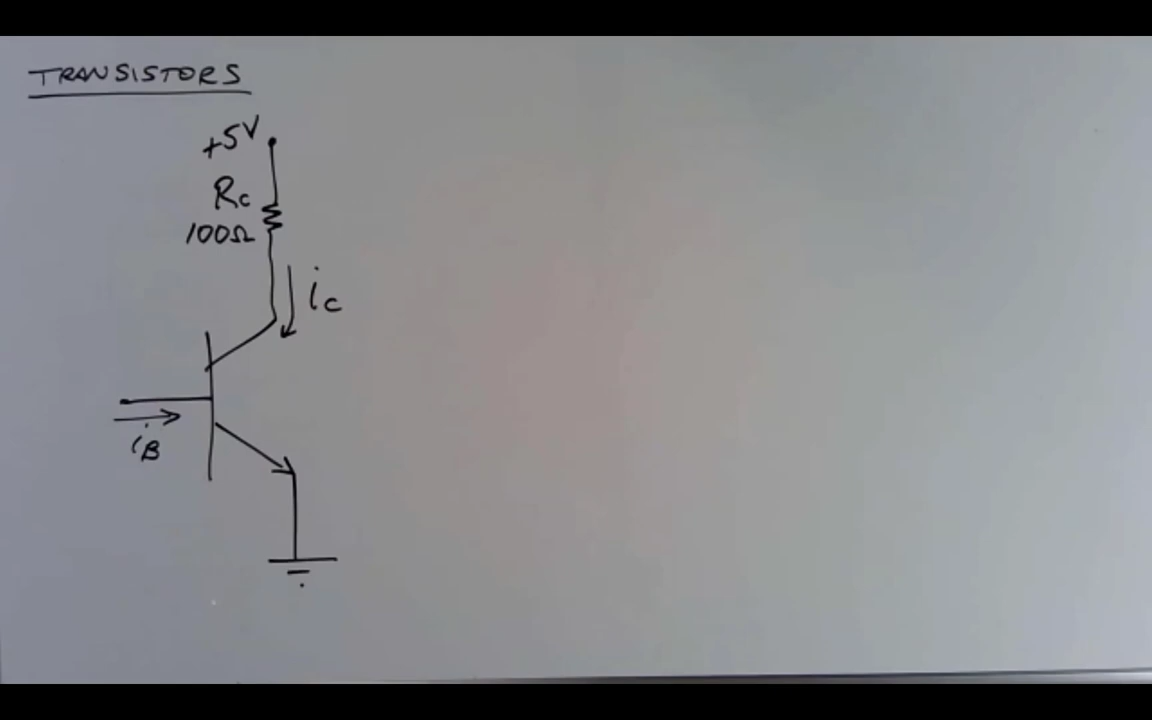 TRANSISTORS
+5V
Rc
100Ω
ic
iB